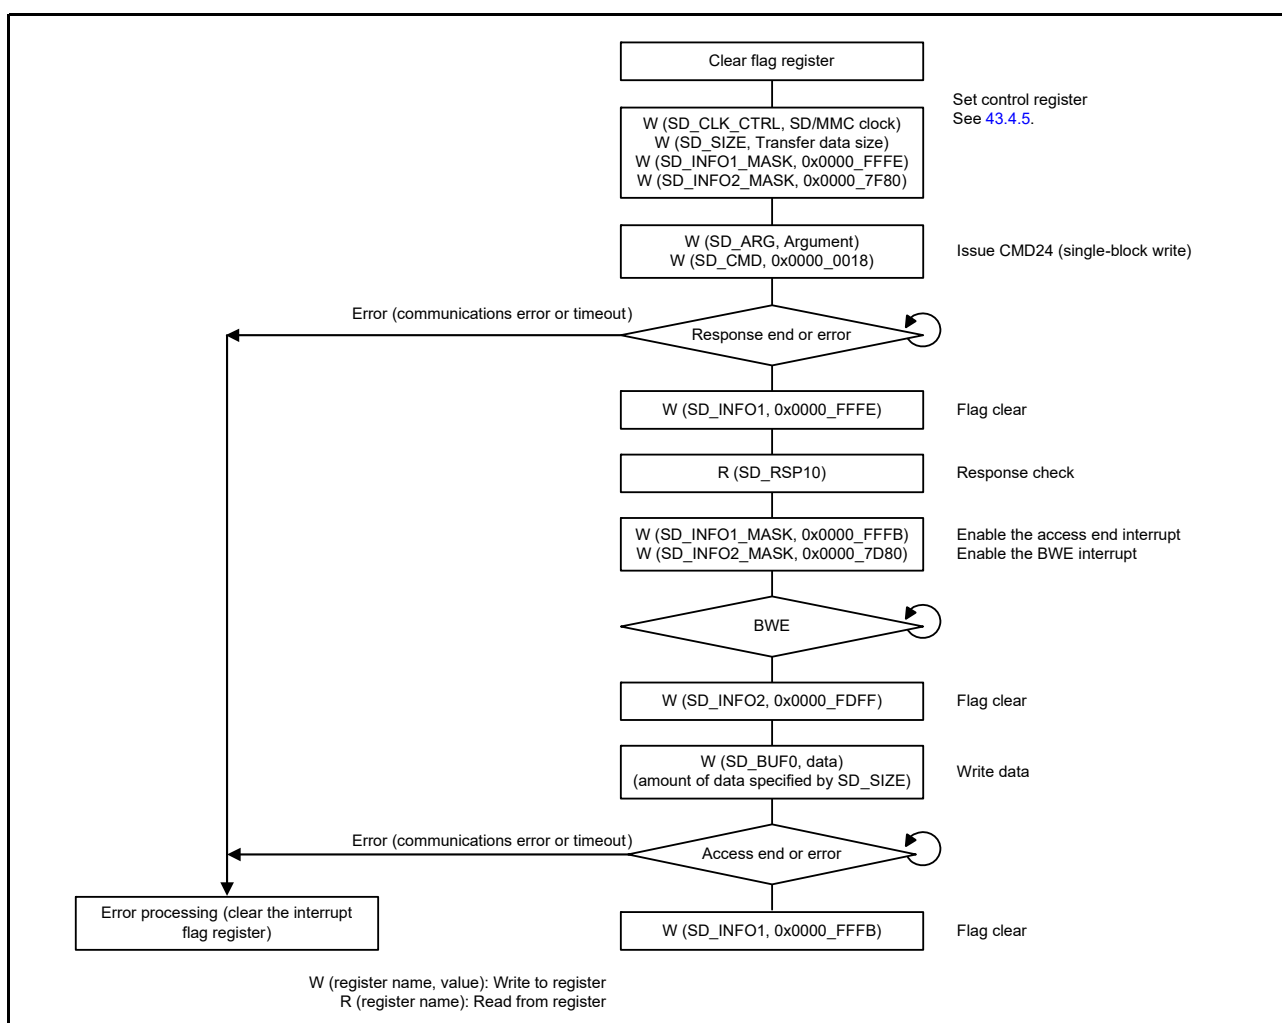 Clear flag register
Set control register
See 43.4.5.
W (SD_CLK_CTRL, SD/MMC clock)
W (SD_SIZE, Transfer data size)
W (SD_INFO1_MASK, 0x0000_FFFE)
W (SD_INFO2_MASK, 0x0000_7F80)
W (SD_ARG, Argument)
W (SD_CMD, 0x0000_0018)
Issue CMD24 (single-block write)
Error (communications error or timeout)
Response end or error
W (SD_INFO1, 0x0000_FFFE)
Flag clear
R (SD_RSP10)
Response check
W (SD_INFO1_MASK, 0x0000_FFFB)
W (SD_INFO2_MASK, 0x0000_7D80)
Enable the access end interrupt
Enable the BWE interrupt
BWE
W (SD_INFO2, 0x0000_FDFF)
Flag clear
W (SD_BUF0, data)
(amount of data specified by SD_SIZE)
Write data
Error (communications error or timeout)
Access end or error
Error processing (clear the interrupt
flag register)
W (SD_INFO1, 0x0000_FFFB)
Flag clear
W (register name, value): Write to register
R (register name): Read from register